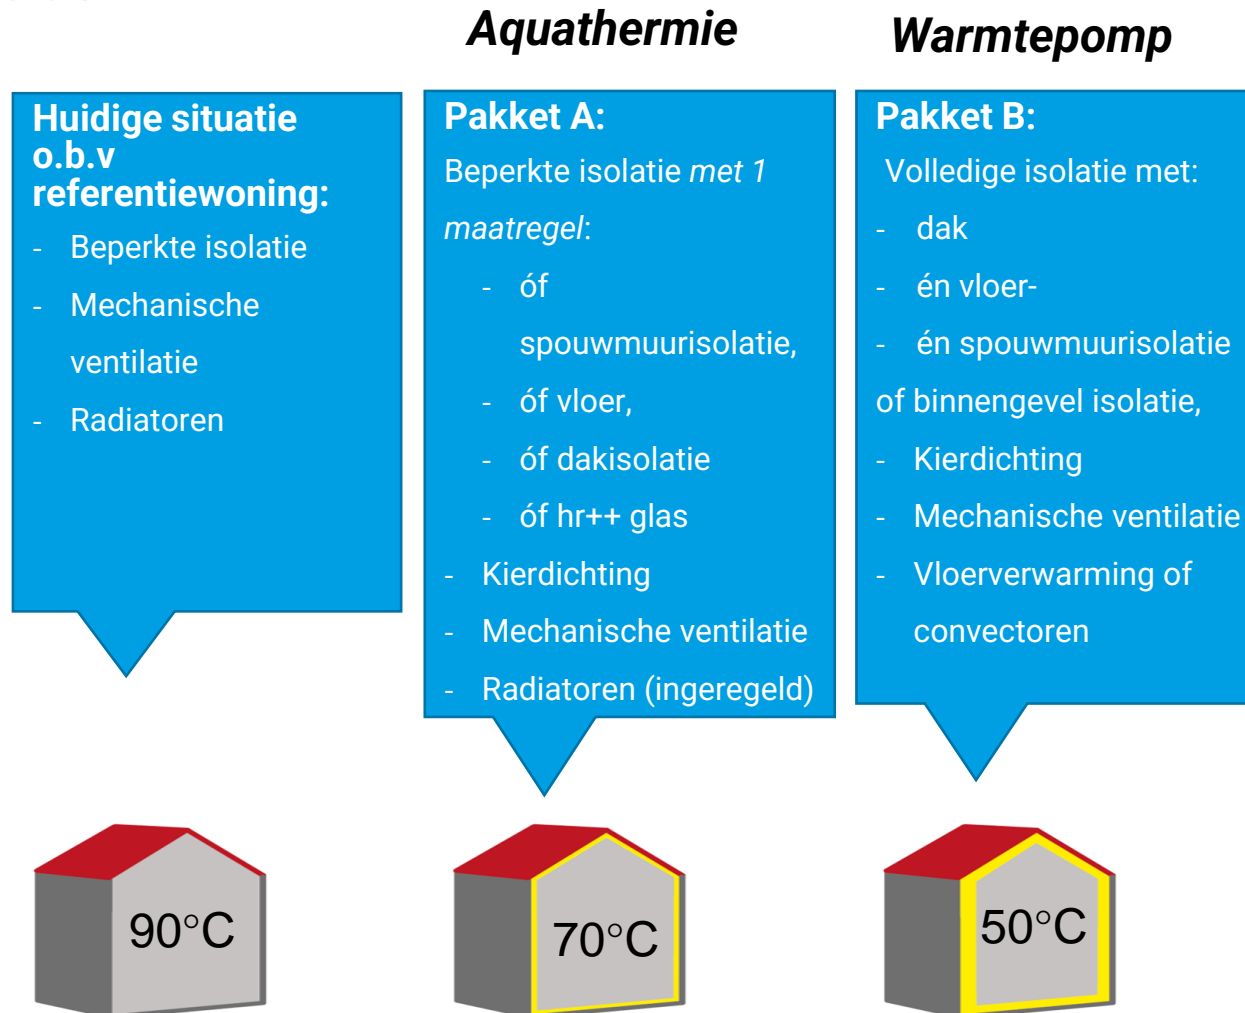 Aquathermie
Warmtepomp
Huidige situatie
o.b.v
referentiewoning:
- Beperkte isolatie
- Mechanische
ventilatie
- Radiatoren
Pakket A:
Beperkte isolatie met 1
maatregel:
- óf
spouwmuurisolatie,
- óf vloer,
- óf dakisolatie
- óf hr++ glas
- Kierdichting
- Mechanische ventilatie
- Radiatoren (ingeregeld)
Pakket B:
Volledige isolatie met:
- dak
- én vloer-
- én spouwmuurisolatie
of binnengevel isolatie,
- Kierdichting
- Mechanische ventilatie
- Vloerverwarming of
convectoren
90°C
70°C
50°C